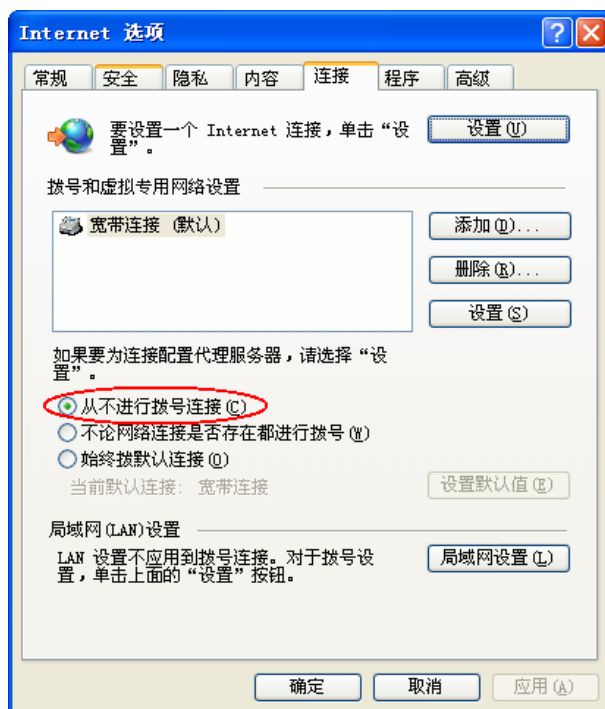 Internet 选项
常规 安全 隐私 内容 连接 程序 高级
要设置一个 Internet 连接，单击“设
置”。
设置(U)
拨号和虚拟专用网络设置
宽带连接 (默认)
添加(D)...
删除(R)...
设置(S)
如果要为连接配置代理服务器，请选择“设
置”。
从不进行拨号连接(C)
不论网络连接是否存在都进行拨号(W)
始终拨默认连接(O)
当前默认连接: 宽带连接
设置默认值(E)
局域网(LAN)设置
LAN 设置不应用到拨号连接。对于拨号设
置，单击上面的“设置”按钮。
局域网设置(L)
确定 取消 应用(A)